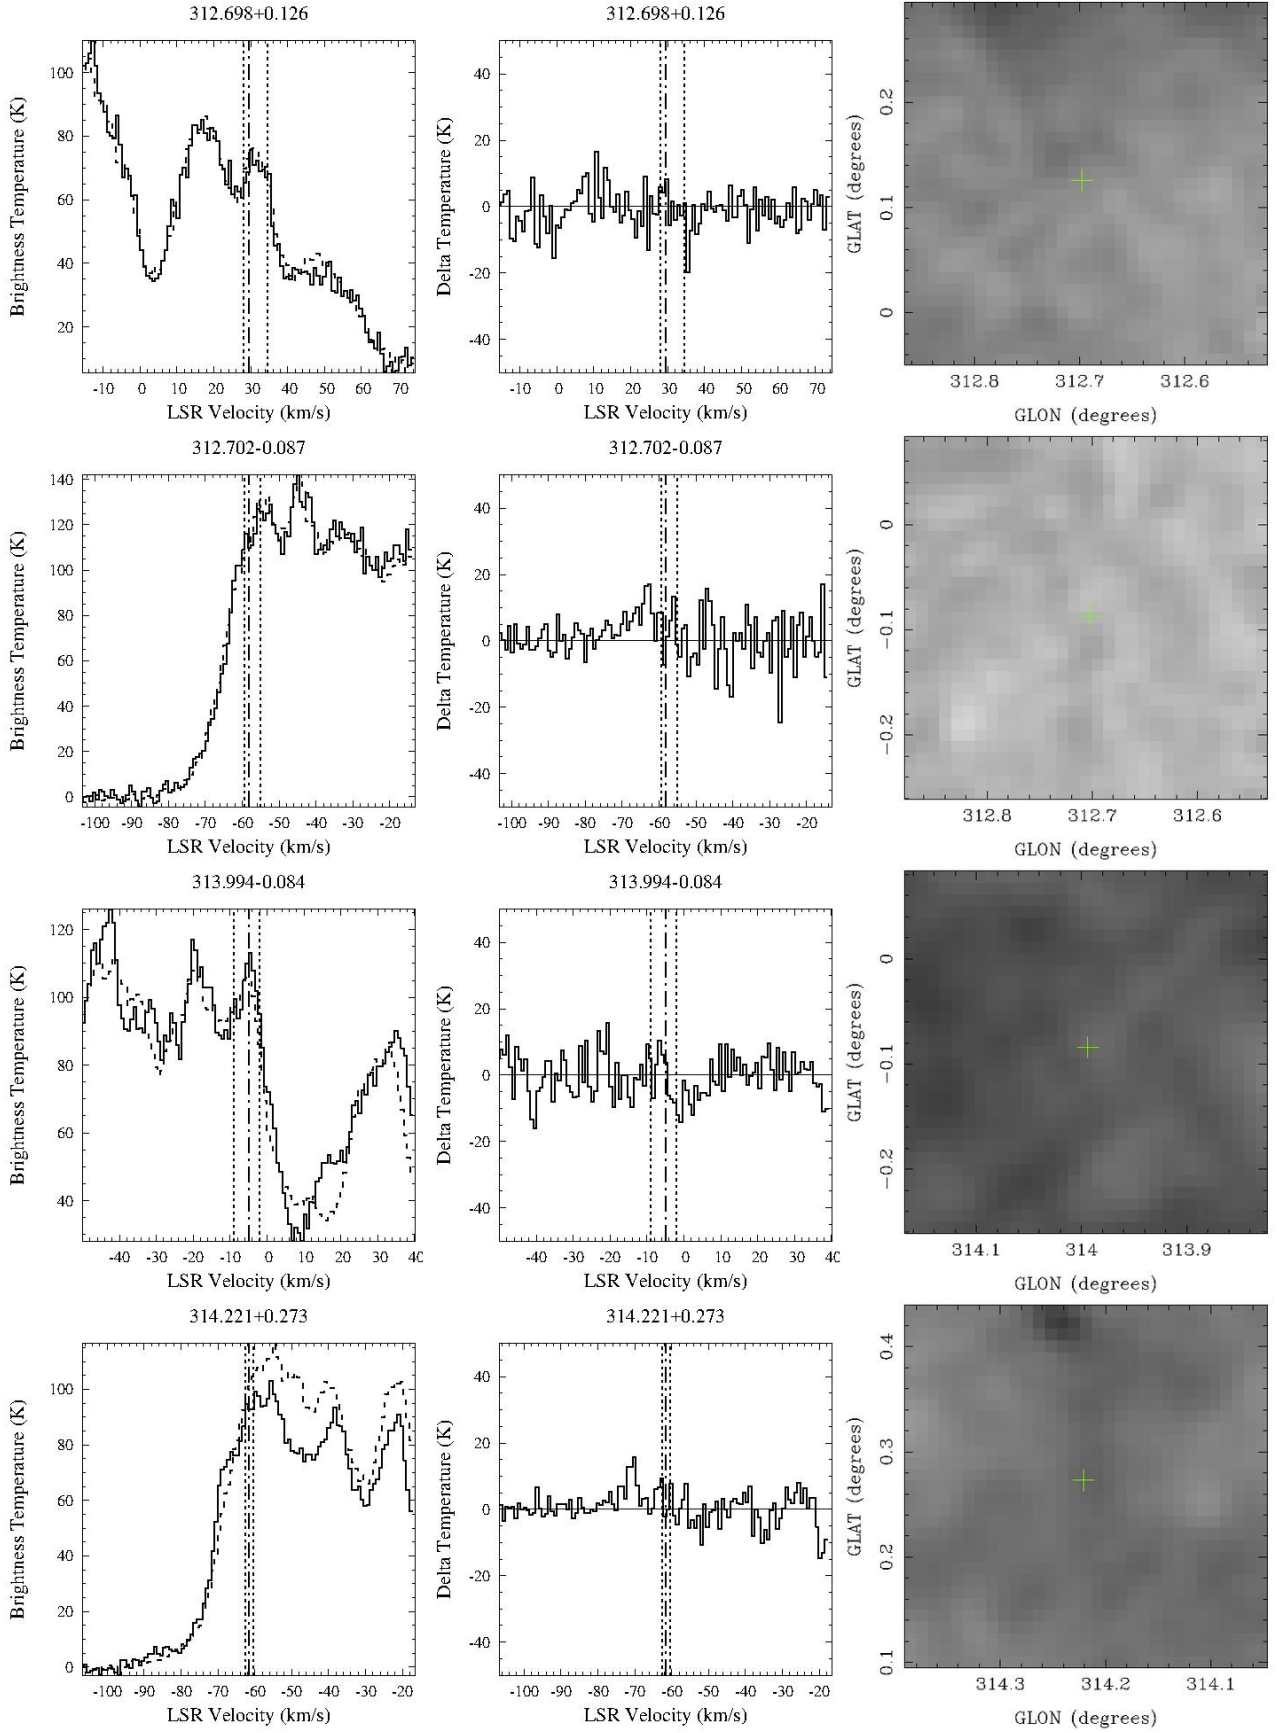 312.698+0.126
Brightness Temperature (K)
100
80
60
40
20
-10 0 10 20 30 40 50 60 70
LSR Velocity (km/s)
312.698+0.126
Delta Temperature (K)
40
20
0
-20
-40
-10 0 10 20 30 40 50 60 70
LSR Velocity (km/s)
GLAT (degrees)
0.2
0.1
0
312.8 312.7 312.6
GLON (degrees)
312.702-0.087
Brightness Temperature (K)
140
120
100
80
60
40
20
0
-100 -90 -80 -70 -60 -50 -40 -30 -20
LSR Velocity (km/s)
312.702-0.087
Delta Temperature (K)
40
20
0
-20
-40
-100 -90 -80 -70 -60 -50 -40 -30 -20
LSR Velocity (km/s)
GLAT (degrees)
0
−0.1
−0.2
312.8 312.7 312.6
GLON (degrees)
313.994-0.084
Brightness Temperature (K)
120
100
80
60
40
-40 -30 -20 -10 0 10 20 30 40
LSR Velocity (km/s)
313.994-0.084
Delta Temperature (K)
40
20
0
-20
-40
-40 -30 -20 -10 0 10 20 30 40
LSR Velocity (km/s)
GLAT (degrees)
0
−0.1
−0.2
314.1 314 313.9
GLON (degrees)
314.221+0.273
Brightness Temperature (K)
100
80
60
40
20
0
-100 -90 -80 -70 -60 -50 -40 -30 -20
LSR Velocity (km/s)
314.221+0.273
Delta Temperature (K)
40
20
0
-20
-40
-100 -90 -80 -70 -60 -50 -40 -30 -20
LSR Velocity (km/s)
GLAT (degrees)
0.4
0.3
0.2
0.1
314.3 314.2 314.1
GLON (degrees)